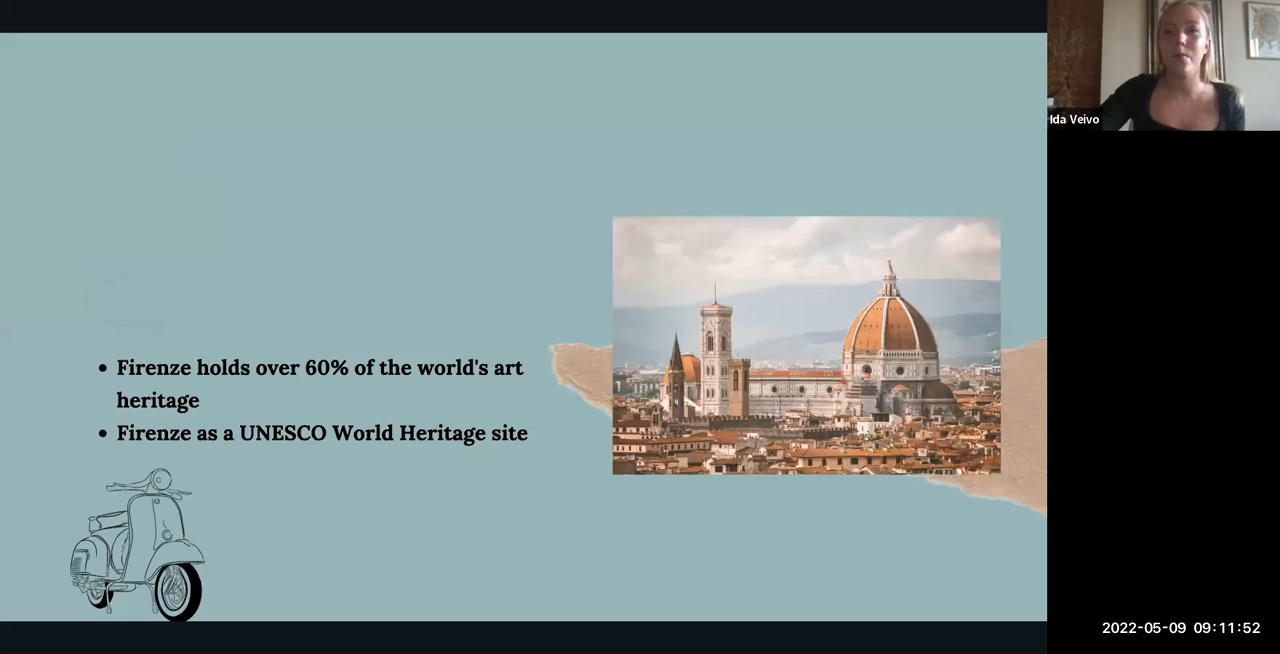 Ida Veivo
• Firenze holds over 60% of the world's art
heritage
• Firenze as a UNESCO World Heritage site
2022-05-09 09:11:52